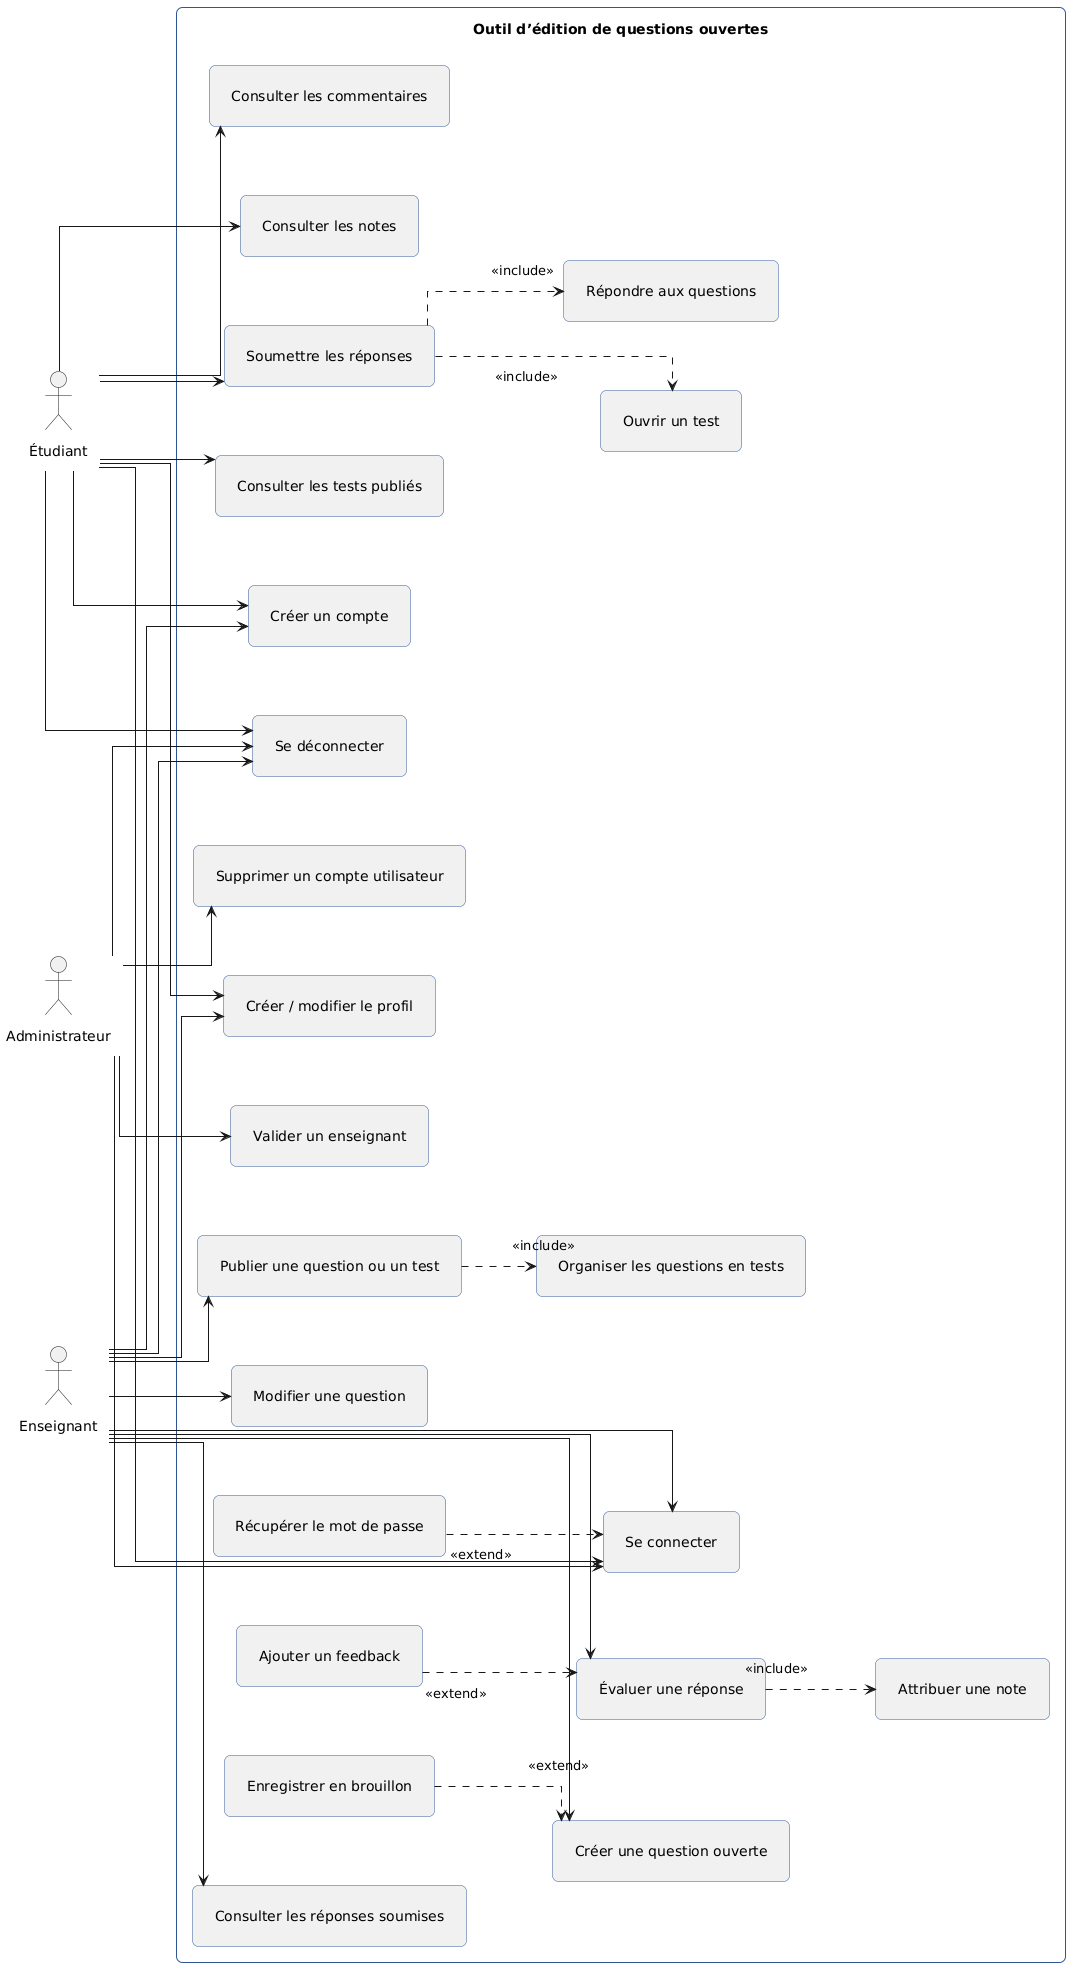 Outil d’édition de questions ouvertes
Consulter les commentaires
Consulter les notes
«include»
Répondre aux questions
Soumettre les réponses
«include»
Ouvrir un test
Étudiant
Consulter les tests publiés
Créer un compte
Se déconnecter
Supprimer un compte utilisateur
Créer / modifier le profil
Administrateur
Valider un enseignant
«include»
Publier une question ou un test
Organiser les questions en tests
Modifier une question
Enseignant
Récupérer le mot de passe
Se connecter
«extend»
Ajouter un feedback
«include»
Évaluer une réponse
Attribuer une note
«extend»
«extend»
Enregistrer en brouillon
Créer une question ouverte
Consulter les réponses soumises